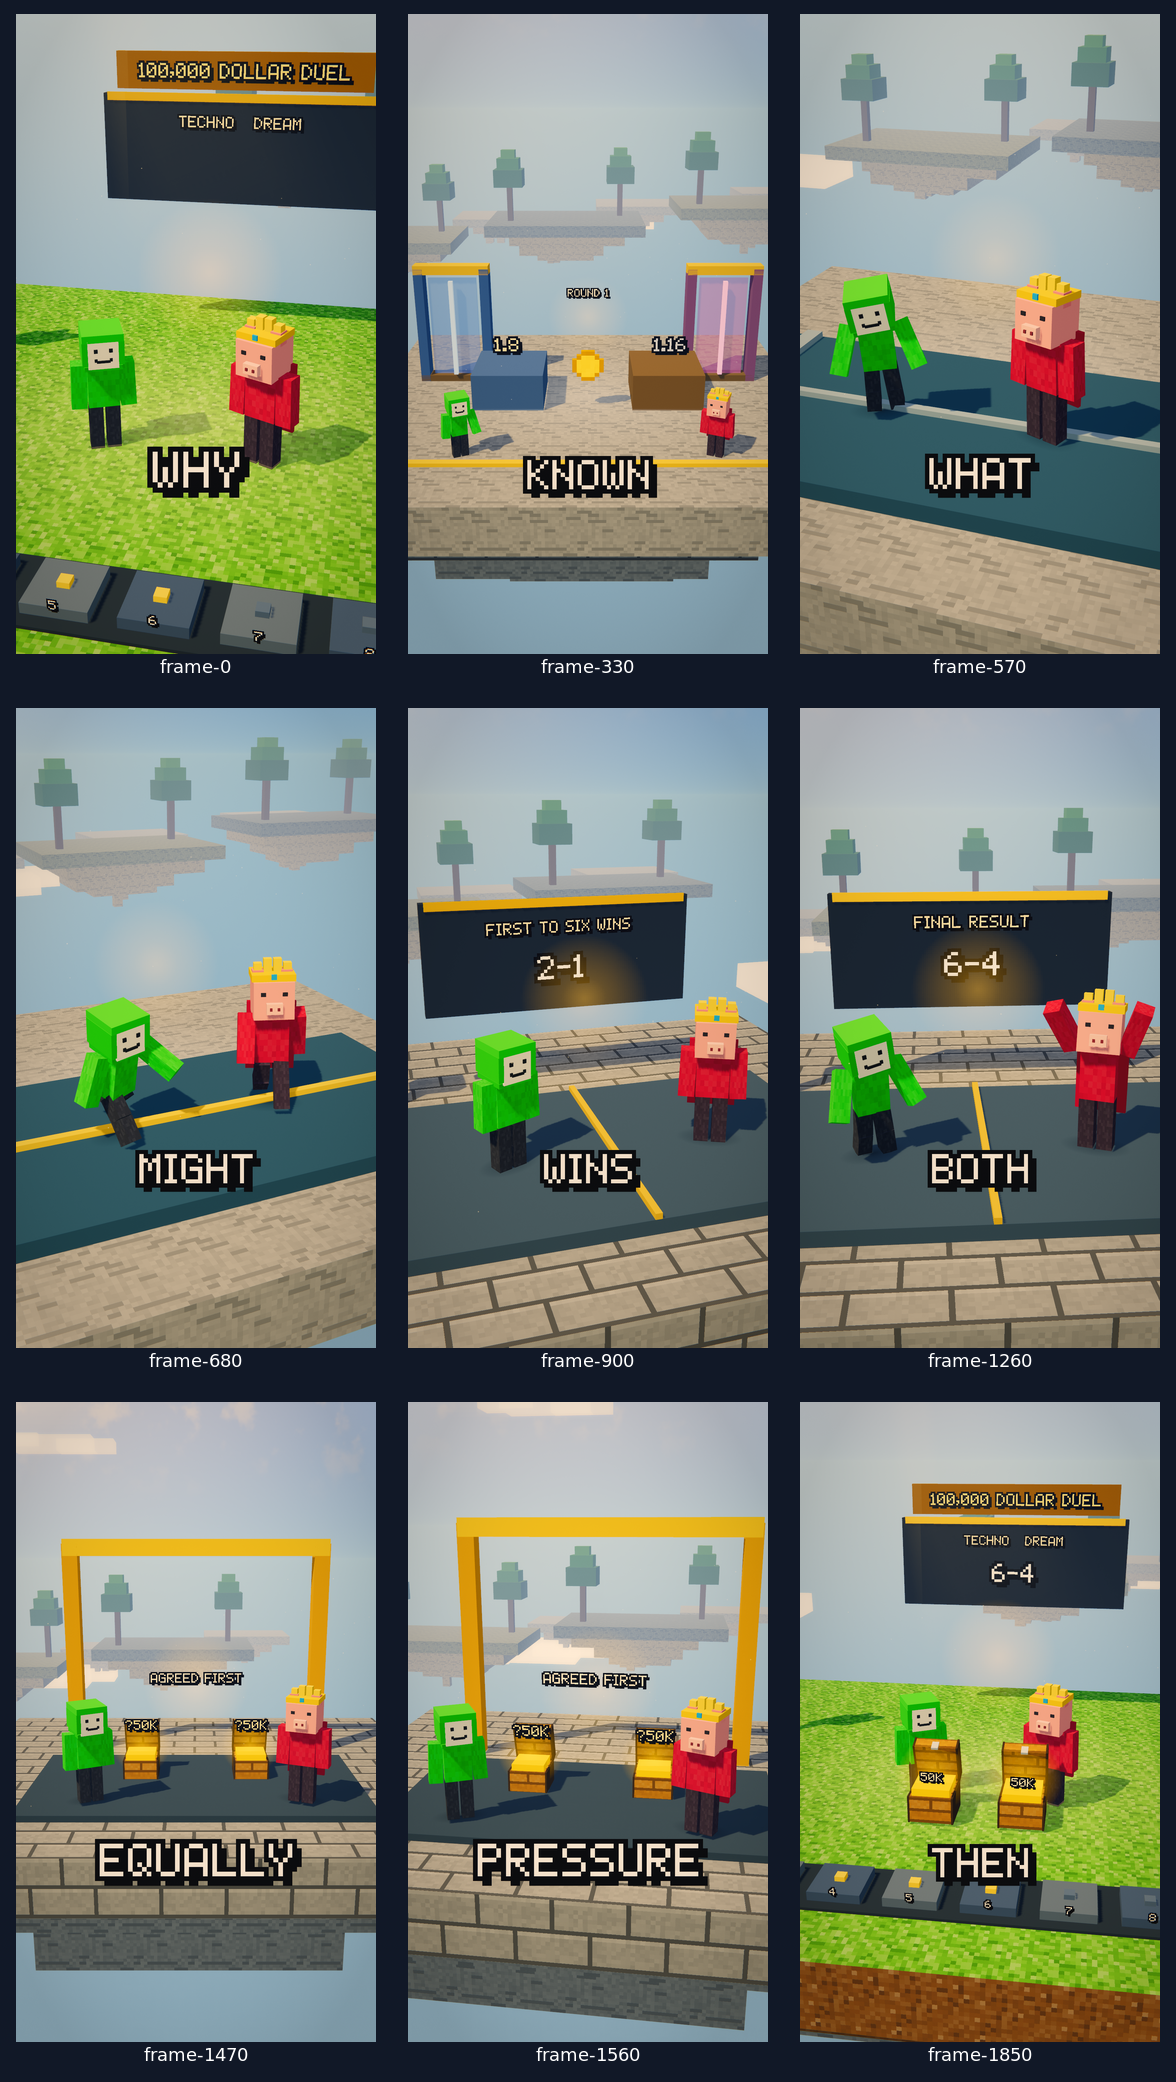 100,000 DOLLAR DUEL
TECHNO DREAM
WHY
5
6
7
frame-0
ROUND 1
1.8
1.16
KNOWN
frame-330
WHAT
frame-570
MIGHT
frame-680
FIRST TO SIX WINS
2-1
WINS
frame-900
FINAL RESULT
6-4
BOTH
frame-1260
AGREED FIRST
?50K
?50K
EQUALLY
frame-1470
AGREED FIRST
?50K
?50K
PRESSURE
frame-1560
100,000 DOLLAR DUEL
TECHNO DREAM
6-4
50K
50K
THEN
4
5
6
7
8
frame-1850